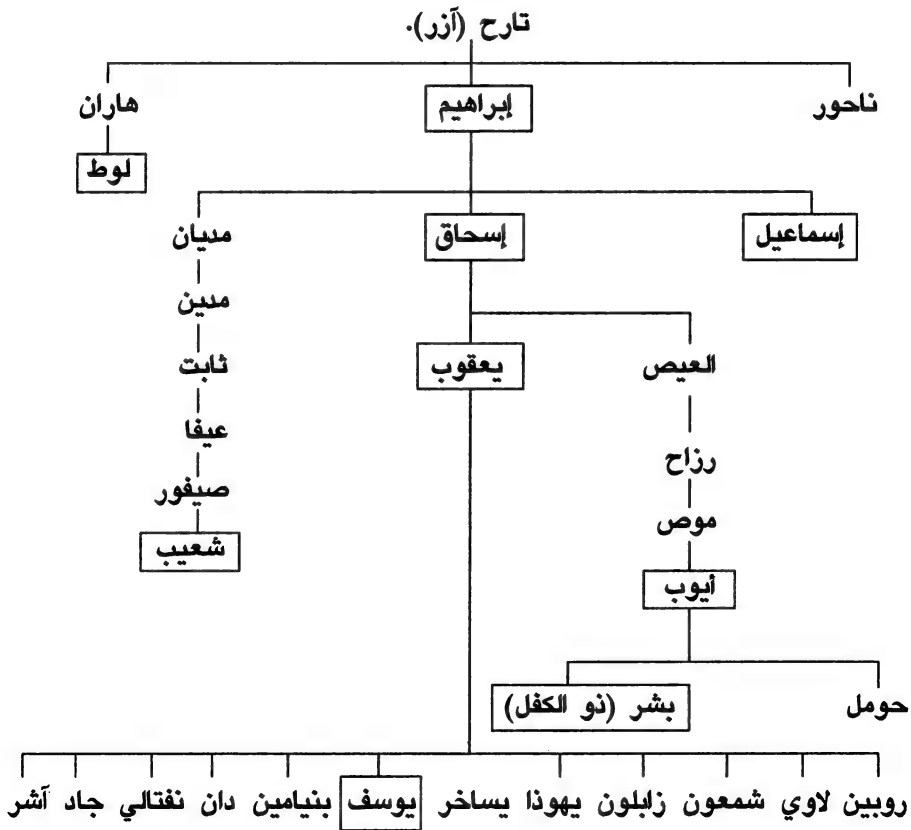 تارح (آزر).
ناحور إبراهيم هاران
لوط
إسماعيل إسحاق مديان
مدين
العيص يعقوب ثابت
عيفا
رزاح
صيفور
موص
شعيب
أيوب
حومل بشر (ذو الكفل)
روبين لاوي شمعون زابلون يهوذا يساخر يوسف بنيامين دان نفتالي جاد آشر